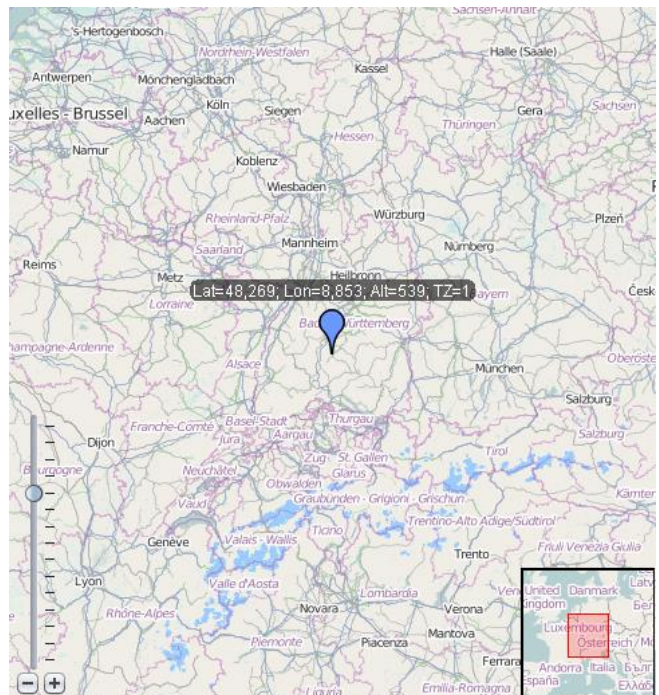 Sachsen-Anhalt
's-Hertogenbosch
Nordrhein-Westfalen
Halle (Saale)
Antwerpen
Mönchengladbach
Kassel
Köln
Siegen
Gera
Sachsen
uxelles - Brussel
Aachen
Thüringen
Hessen
Namur
Koblenz
Wiesbaden
Rheinland-Pfalz
Würzburg
Plzeň
Saarland
Mannheim
Nürnberg
Reims
Metz
Heilbronn
Lat=48,269; Lon=8,853; Alt=539; TZ=1
ayern
Česk
Lorraine
Württemberg
hampagne-Ardenne
Alsace
München
Oberöste
Salzburg
Franche-Comté
Basel-Stadt
Thurgau
Dijon
Jura
Aargau
Salzburg
Bourgogne
Neuchâtel
Zug
St. Gallen
Tirol
Obwalden
Glarus
Vaud
Graubünden - Grigioni - Grischun
Kärnten
Ticino
Trentino-Alto Adige/Südtirol
Genève
Valais - Wallis
Friuli Venezia Giulia
Trento
Lyon
Valle d'Aosta
Lombardia
Rhône-Alpes
Novara
Verona
Piemonte
Piacenza
Mantova
Ferrara
Liguria
Emilia-Romagna
United
Kingdom
Danmark
Latv
Luxembourg
Österreich
Andorra
Italia
España
Ελλάδ